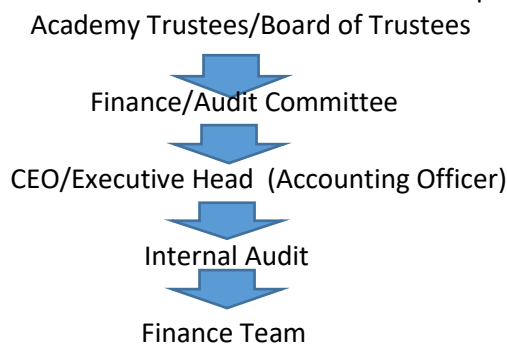 Academy Trustees/Board of Trustees
Finance/Audit Committee
CEO/Executive Head (Accounting Officer)
Internal Audit
Finance Team